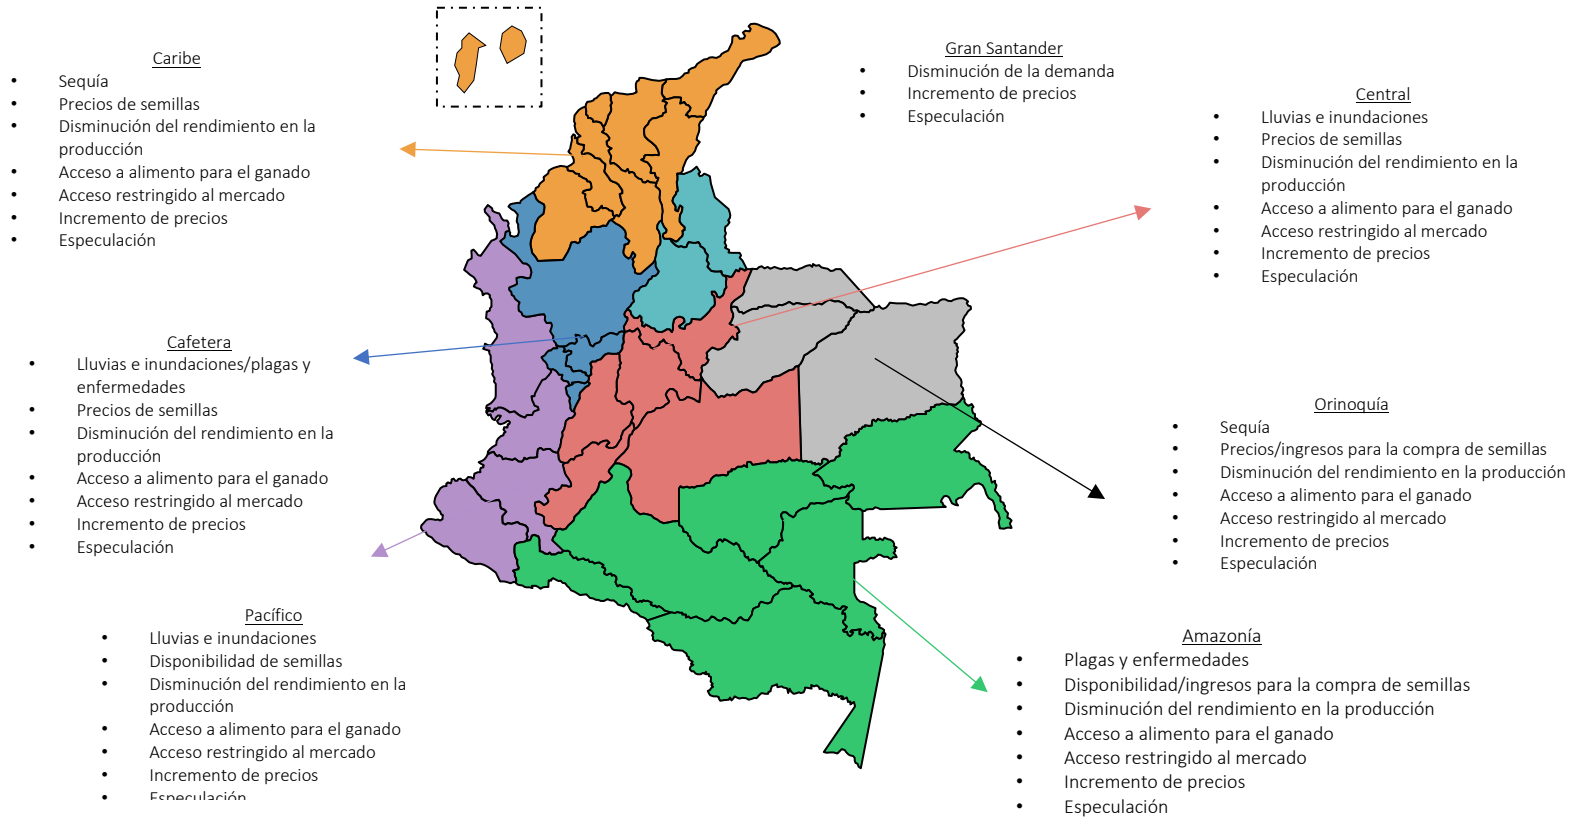 Caribe
• Sequía
• Precios de semillas
• Disminución del rendimiento en la
producción
• Acceso a alimento para el ganado
• Acceso restringido al mercado
• Incremento de precios
• Especulación
Gran Santander
• Disminución de la demanda
• Incremento de precios
• Especulación
Central
• Lluvias e inundaciones
• Precios de semillas
• Disminución del rendimiento en la
producción
• Acceso a alimento para el ganado
• Acceso restringido al mercado
• Incremento de precios
• Especulación
Cafetera
• Lluvias e inundaciones/plagas y
enfermedades
• Precios de semillas
• Disminución del rendimiento en la
producción
• Acceso a alimento para el ganado
• Acceso restringido al mercado
• Incremento de precios
• Especulación
Orinoquía
• Sequía
• Precios/ingresos para la compra de semillas
• Disminución del rendimiento en la producción
• Acceso a alimento para el ganado
• Acceso restringido al mercado
• Incremento de precios
• Especulación
Pacífico
• Lluvias e inundaciones
• Disponibilidad de semillas
• Disminución del rendimiento en la
producción
• Acceso a alimento para el ganado
• Acceso restringido al mercado
• Incremento de precios
• Especulación
Amazonía
• Plagas y enfermedades
• Disponibilidad/ingresos para la compra de semillas
• Disminución del rendimiento en la producción
• Acceso a alimento para el ganado
• Acceso restringido al mercado
• Incremento de precios
• Especulación